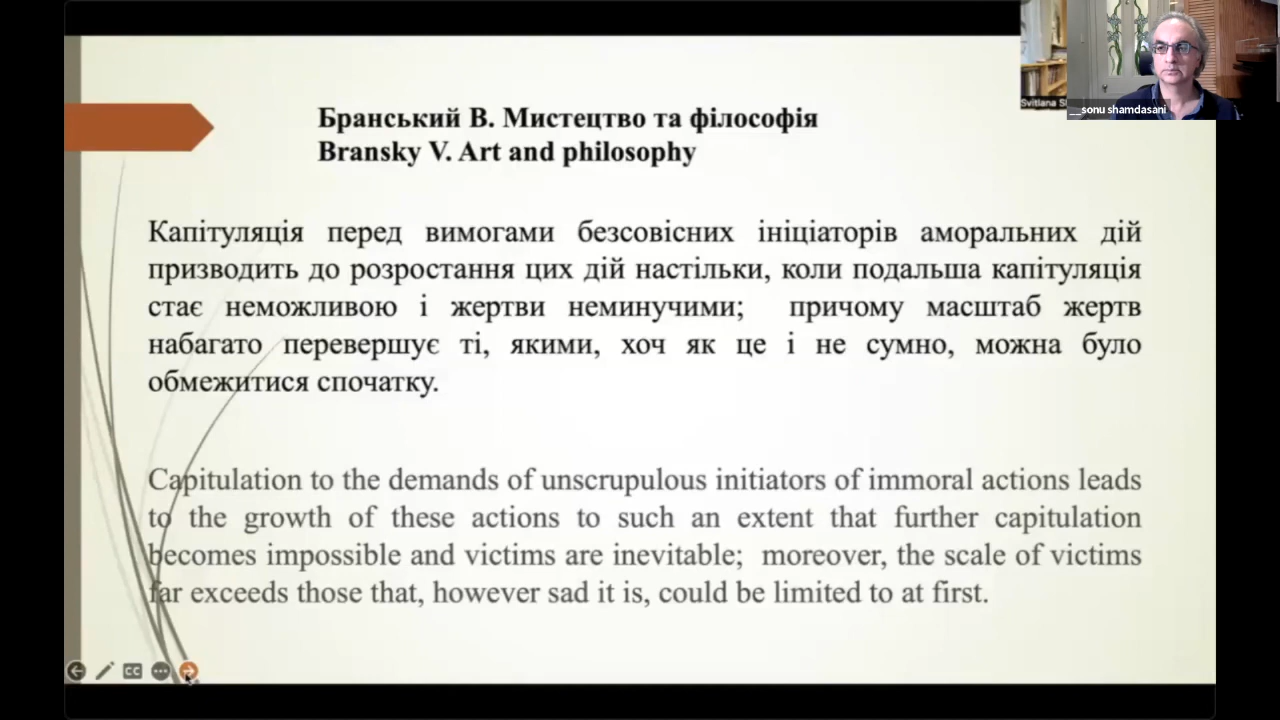 Бранський В. Мистецтво та філософія
Bransky V. Art and philosophy
Капітуляція перед вимогами безсовісних ініціаторів аморальних дій
призводить до розростання цих дій настільки, коли подальша капітуляція
стає неможливою і жертви неминучими; причому масштаб жертв
набагато перевершує ті, якими, хоч як це і не сумно, можна було
обмежитися спочатку.
Capitulation to the demands of unscrupulous initiators of immoral actions leads
to the growth of these actions to such an extent that further capitulation
becomes impossible and victims are inevitable; moreover, the scale of victims
far exceeds those that, however sad it is, could be limited to at first.
Svitlana
__sonu shamdasani
CC